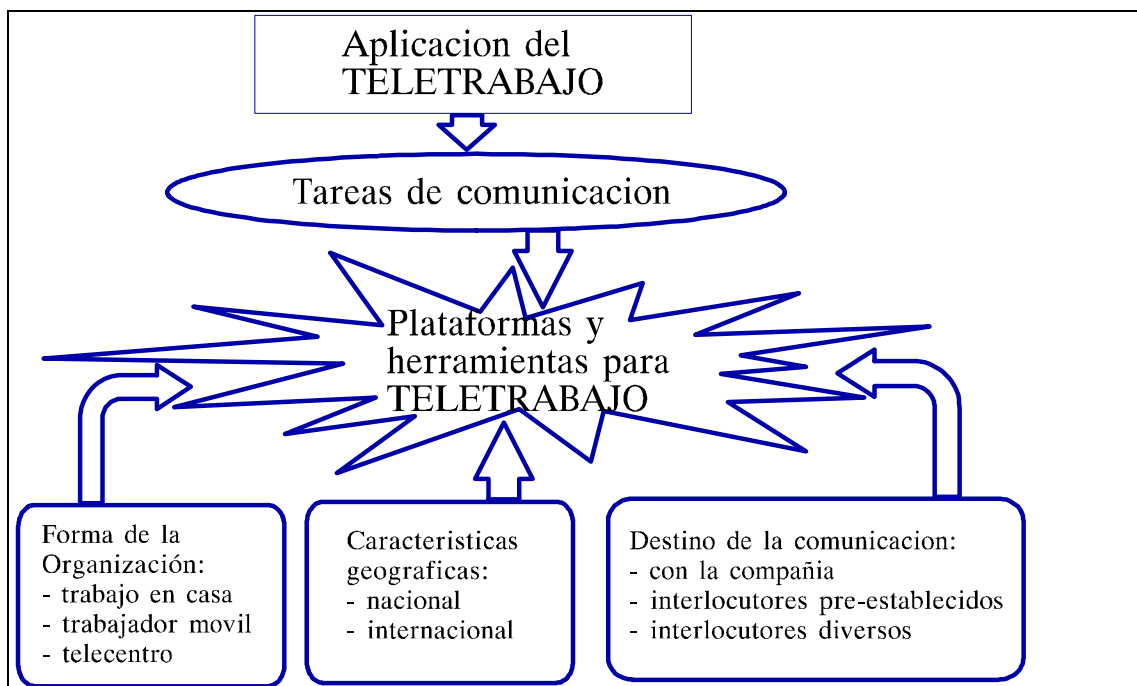 Aplicacion del
TELETRABAJO
Tareas de comunicacion
Plataformas y
herramientas para
TELETRABAJO
Forma de la
Organización:
- trabajo en casa
- trabajador movil
- telecentro
Caracteristicas
geograficas:
- nacional
- internacional
Destino de la comunicacion:
- con la compañia
- interlocutores pre-establecidos
- interlocutores diversos